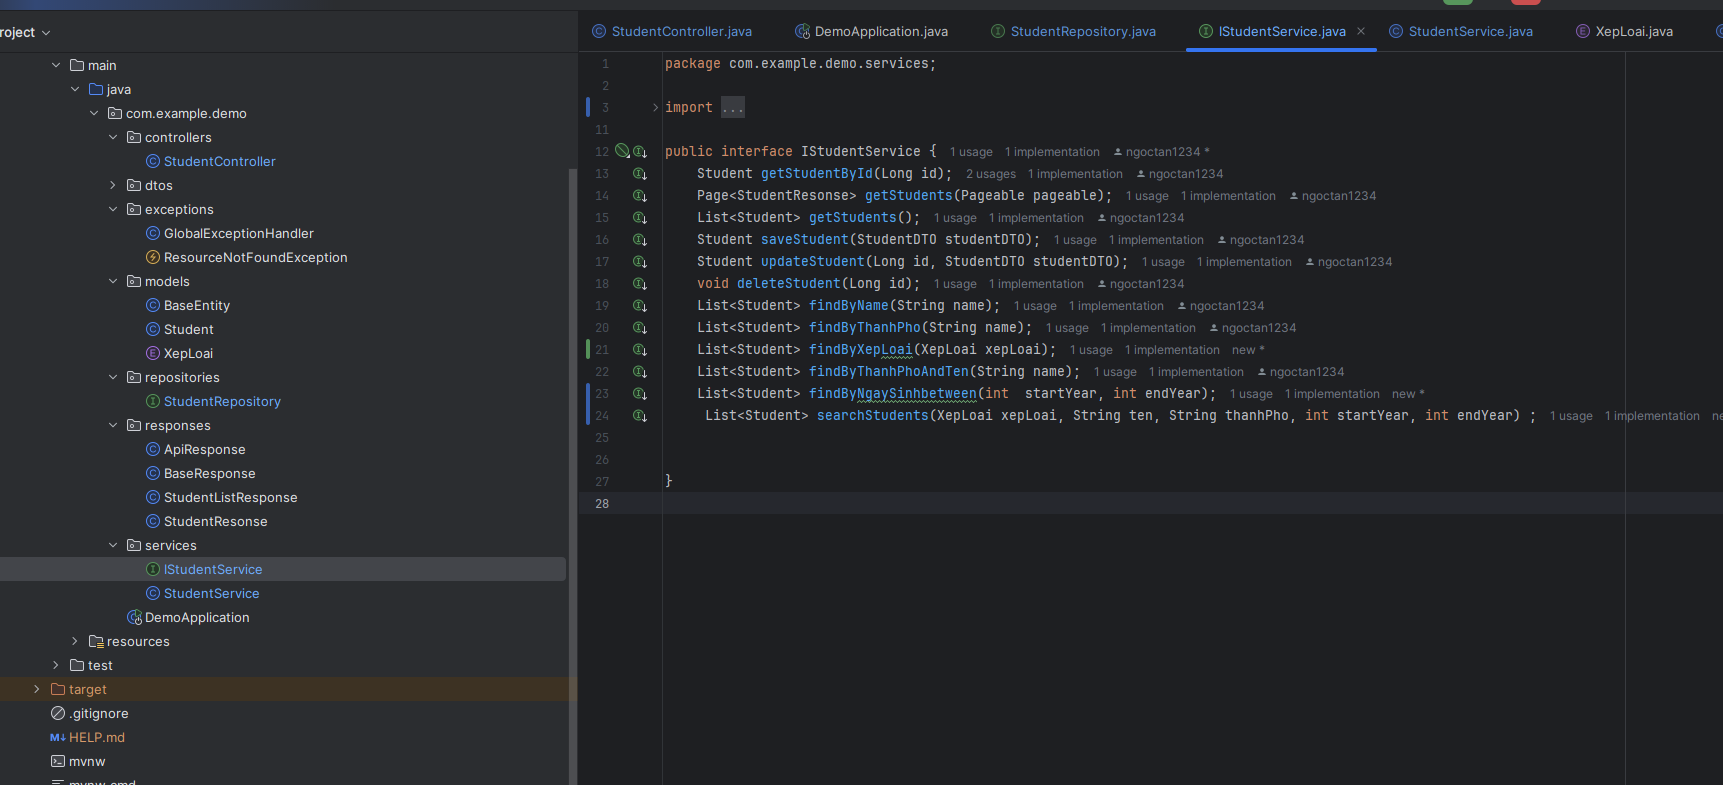 roject
main
java
com.example.demo
controllers
StudentController
dtos
exceptions
GlobalExceptionHandler
ResourceNotFoundException
models
BaseEntity
Student
XepLoai
repositories
StudentRepository
responses
ApiResponse
BaseResponse
StudentListResponse
StudentResonse
services
IStudentService
StudentService
DemoApplication
resources
test
target
.gitignore
M↓ HELP.md
mvnw
mvnw.cmd
StudentController.java DemoApplication.java StudentRepository.java IStudentService.java StudentService.java XepLoai.java
1 package com.example.demo.services;
2
3 import ...
11
12 public interface IStudentService { 1 usage 1 implementation ngoctan1234 *
13 Student getStudentById(Long id); 2 usages 1 implementation ngoctan1234
14 Page<StudentResonse> getStudents(Pageable pageable); 1 usage 1 implementation ngoctan1234
15 List<Student> getStudents(); 1 usage 1 implementation ngoctan1234
16 Student saveStudent(StudentDTO studentDTO); 1 usage 1 implementation ngoctan1234
17 Student updateStudent(Long id, StudentDTO studentDTO); 1 usage 1 implementation ngoctan1234
18 void deleteStudent(Long id); 1 usage 1 implementation ngoctan1234
19 List<Student> findByName(String name); 1 usage 1 implementation ngoctan1234
20 List<Student> findByThanhPho(String name); 1 usage 1 implementation ngoctan1234
21 List<Student> findByXepLoai(XepLoai xepLoai); 1 usage 1 implementation new *
22 List<Student> findByThanhPhoAndTen(String name); 1 usage 1 implementation ngoctan1234
23 List<Student> findByNgaySinhbetween(int startYear, int endYear); 1 usage 1 implementation new *
24 List<Student> searchStudents(XepLoai xepLoai, String ten, String thanhPho, int startYear, int endYear) ; 1 usage 1 implementation ne
25
26
27 }
28